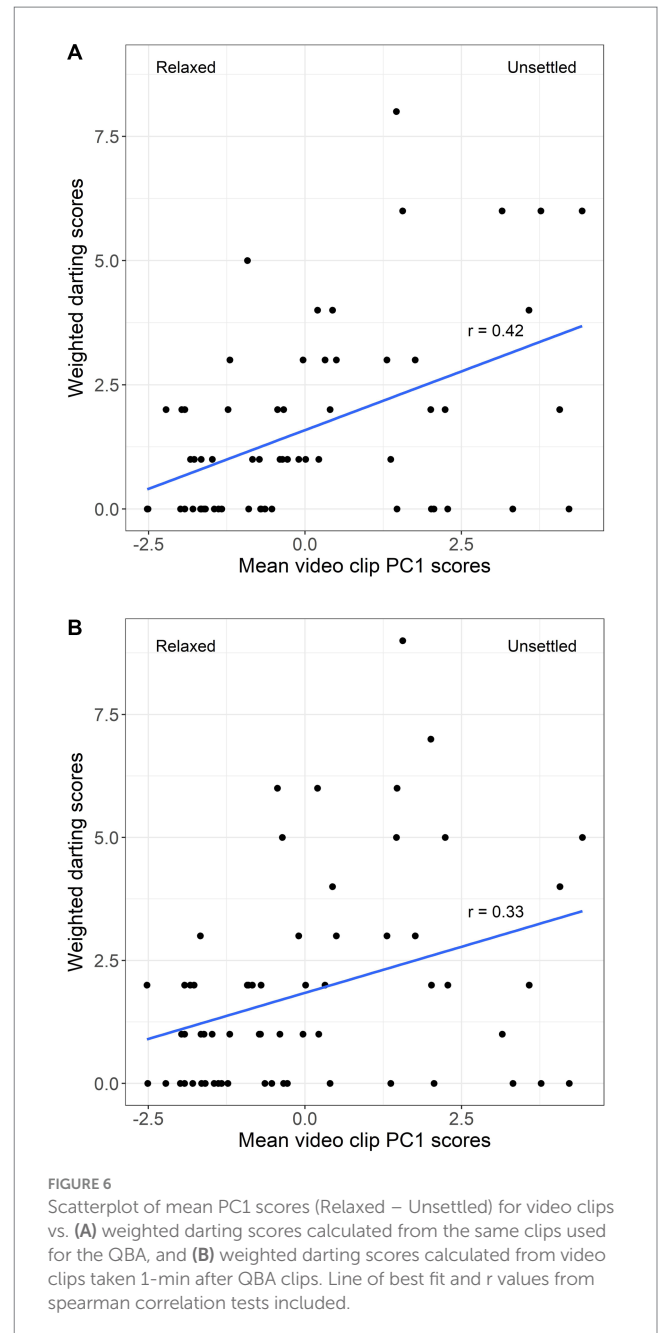 A
Relaxed Unsettled
7.5
5.0
2.5
0.0
Weighted darting scores
r = 0.42
-2.5 0.0 2.5
Mean video clip PC1 scores
B
Relaxed Unsettled
7.5
5.0
2.5
0.0
Weighted darting scores
r = 0.33
-2.5 0.0 2.5
Mean video clip PC1 scores
FIGURE 6
Scatterplot of mean PC1 scores (Relaxed – Unsettled) for video clips
vs. (A) weighted darting scores calculated from the same clips used
for the QBA, and (B) weighted darting scores calculated from video
clips taken 1-min after QBA clips. Line of best fit and r values from
spearman correlation tests included.